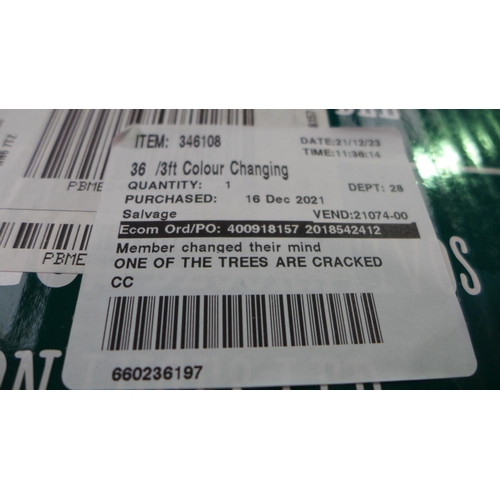 ITEM: 346108 DATE:21/12/23
TIME:11:36:14
36 /3ft Colour Changing
QUANTITY: 1 DEPT: 28
PURCHASED: 16 Dec 2021
Salvage VEND:21074-00
Ecom Ord/PO: 400918157 2018542412
Member changed their mind
ONE OF THE TREES ARE CRACKED
CC
660236197
PBME
PBME